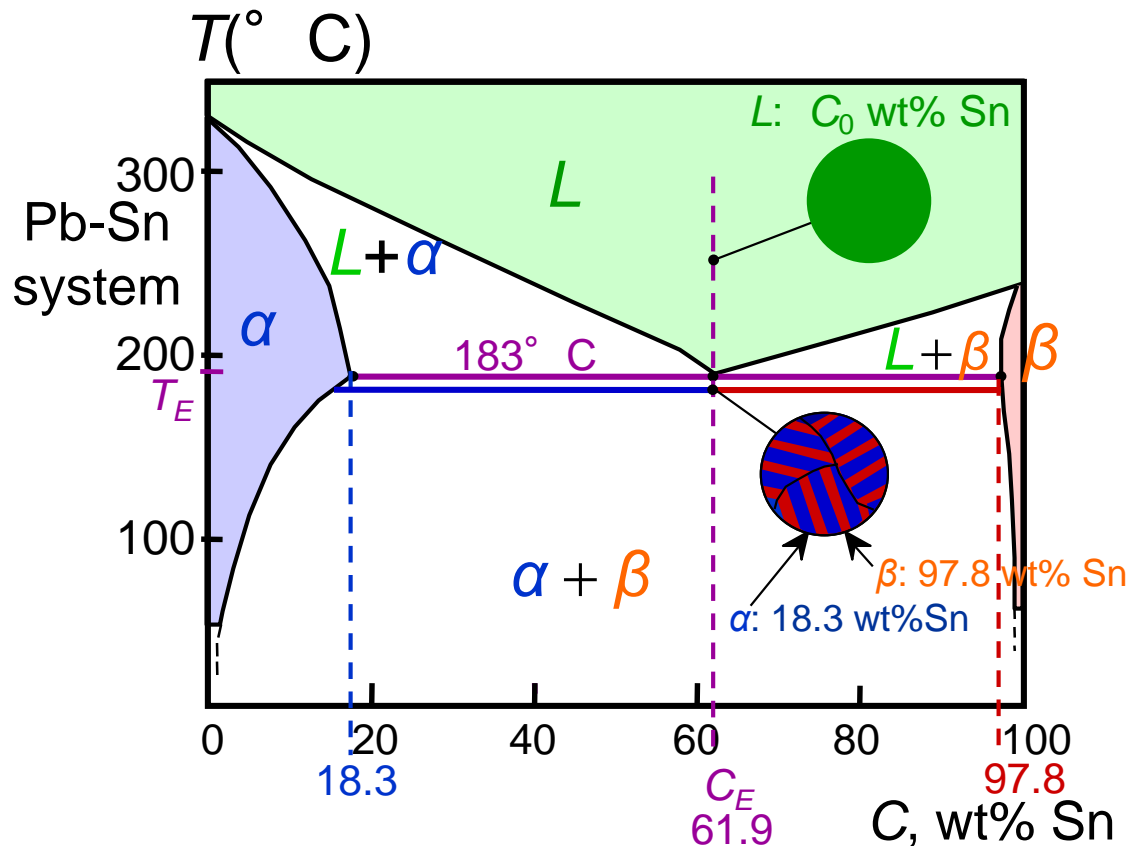 T(° C)
L: C0 wt% Sn
300
L
Pb-Sn
system
L+α
α
200
183° C
L+β
β
TE
100
α + β
β: 97.8 wt% Sn
α: 18.3 wt%Sn
0 20 40 60 80 100
18.3
CE
61.9
97.8
C, wt% Sn